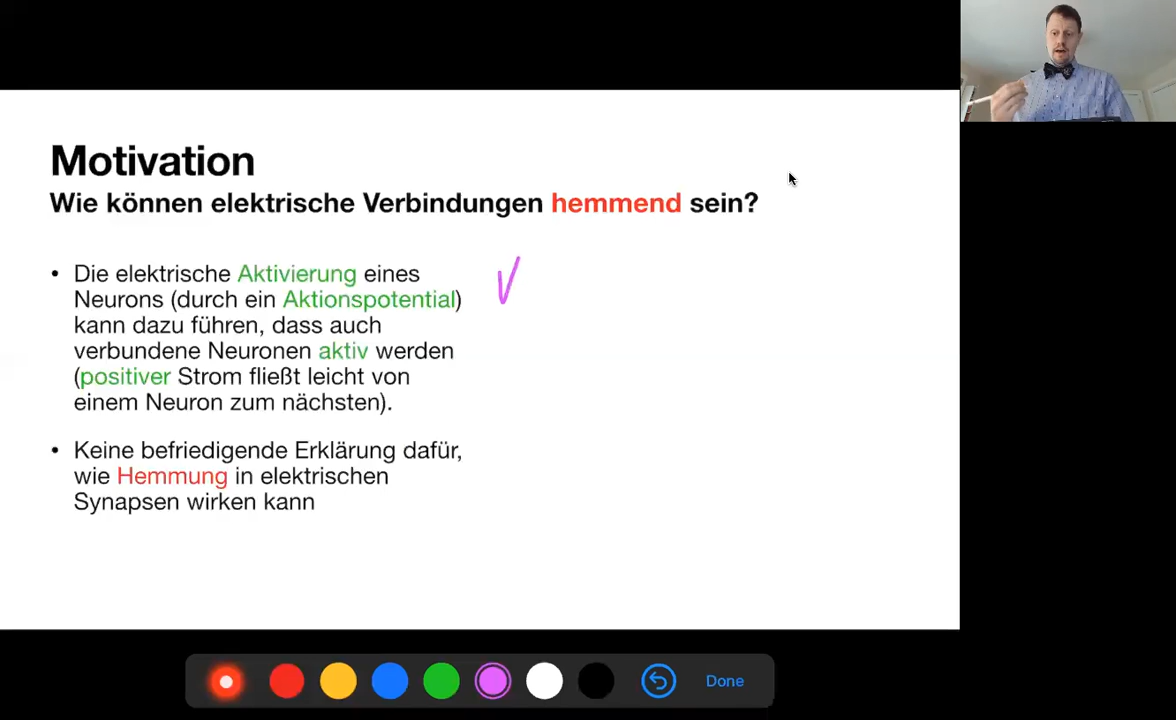 Motivation
Wie können elektrische Verbindungen hemmend sein?
• Die elektrische Aktivierung eines
Neurons (durch ein Aktionspotential)
kann dazu führen, dass auch
verbundene Neuronen aktiv werden
(positiver Strom fließt leicht von
einem Neuron zum nächsten).
• Keine befriedigende Erklärung dafür,
wie Hemmung in elektrischen
Synapsen wirken kann
Done